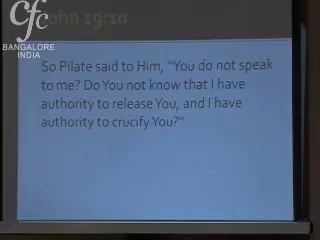 John 19:10
cfc
BANGALORE
INDIA
So Pilate said to Him, "You do not speak
to me? Do You not know that I have
authority to release You, and I have
authority to crucify You?"